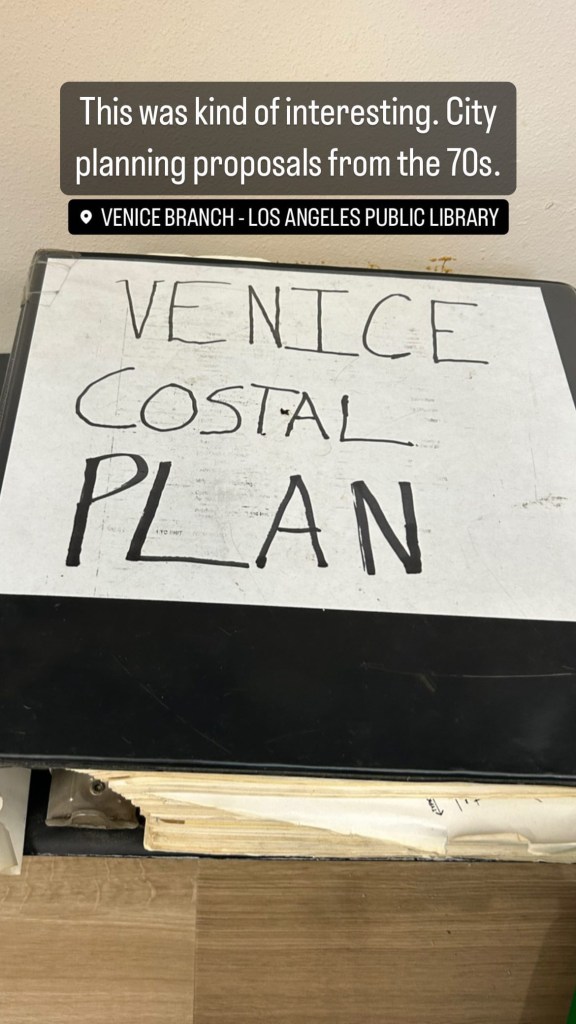 This was kind of interesting. City
planning proposals from the 70s.
VENICE BRANCH - LOS ANGELES PUBLIC LIBRARY
VENICE
COSTAL
PLAN